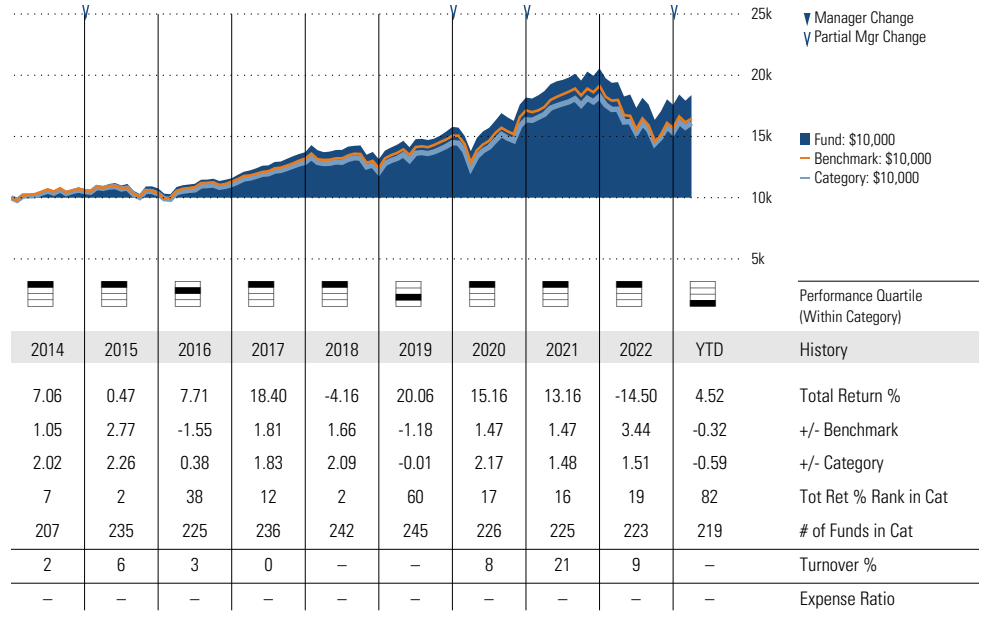 25k
Manager Change
Partial Mgr Change
20k
15k
Fund: $10,000
Benchmark: $10,000
Category: $10,000
10k
5k
Performance Quartile
(Within Category)
2014 2015 2016 2017 2018 2019 2020 2021 2022 YTD History
7.06 0.47 7.71 18.40 -4.16 20.06 15.16 13.16 -14.50 4.52 Total Return %
1.05 2.77 -1.55 1.81 1.66 -1.18 1.47 1.47 3.44 -0.32 +/- Benchmark
2.02 2.26 0.38 1.83 2.09 -0.01 2.17 1.48 1.51 -0.59 +/- Category
7 2 38 12 2 60 17 16 19 82 Tot Ret % Rank in Cat
207 235 225 236 242 245 226 225 223 219 # of Funds in Cat
2 6 3 0 – – 8 21 9 – Turnover %
– – – – – – – – – – Expense Ratio